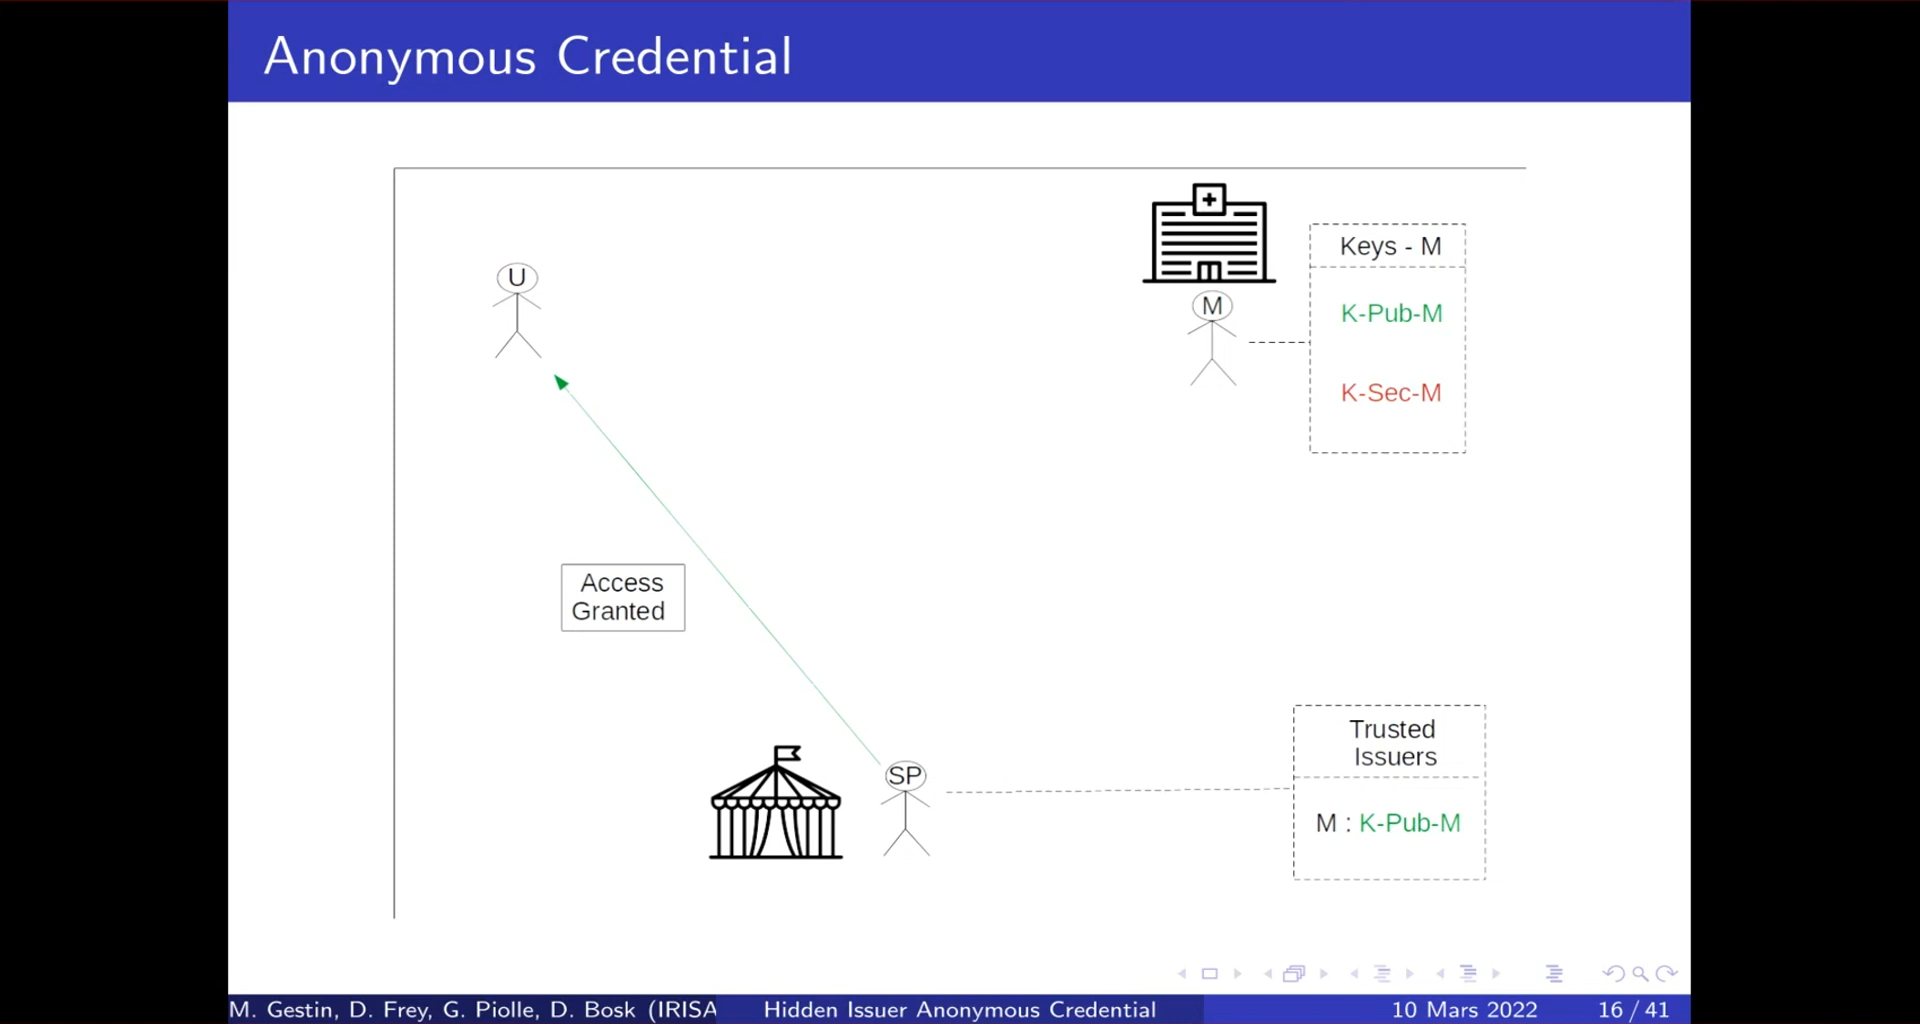 Anonymous Credential
U
M
Keys - M
K-Pub-M
K-Sec-M
Access
Granted
SP
Trusted
Issuers
M : K-Pub-M
M. Gestin, D. Frey, G. Piolle, D. Bosk (IRISA
Hidden Issuer Anonymous Credential
10 Mars 2022
16 / 41